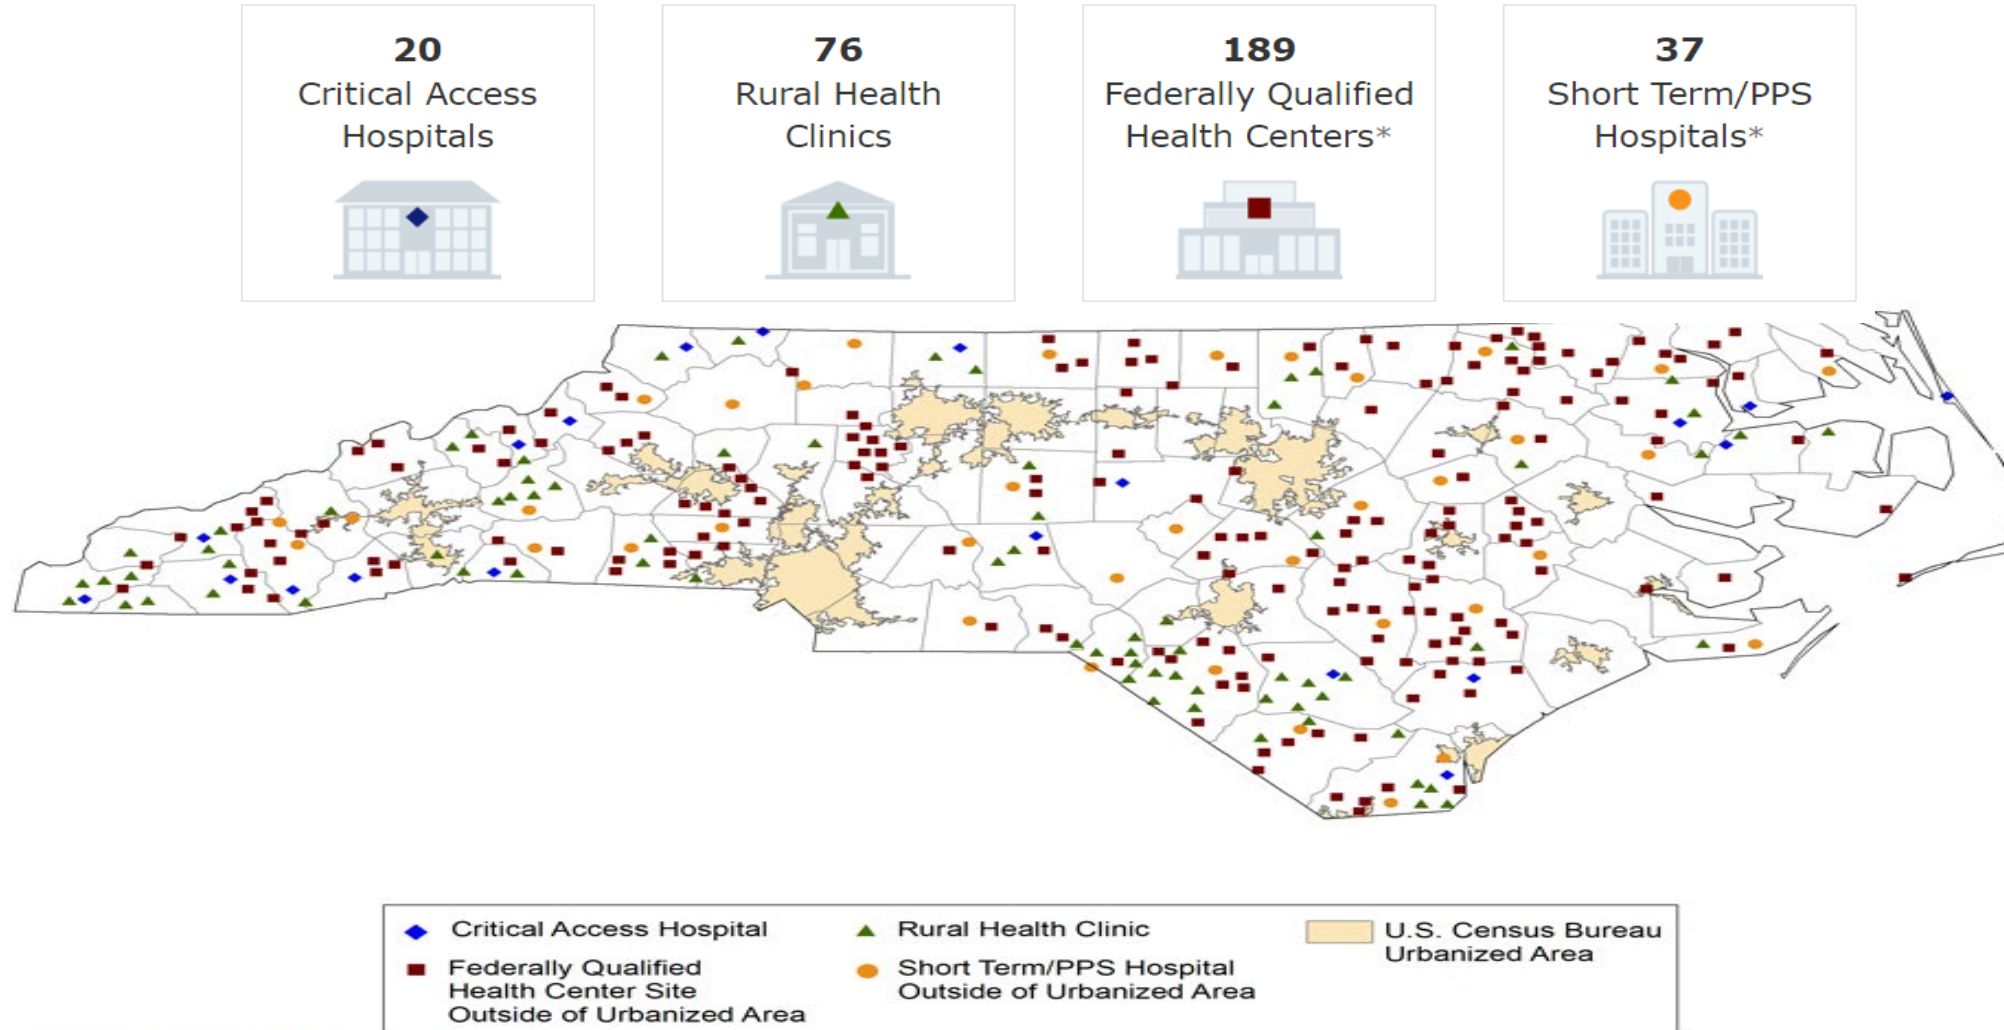 20
Critical Access
Hospitals
76
Rural Health
Clinics
189
Federally Qualified
Health Centers*
37
Short Term/PPS
Hospitals*
Critical Access Hospital
Federally Qualified
Health Center Site
Outside of Urbanized Area
Rural Health Clinic
Short Term/PPS Hospital
Outside of Urbanized Area
U.S. Census Bureau
Urbanized Area